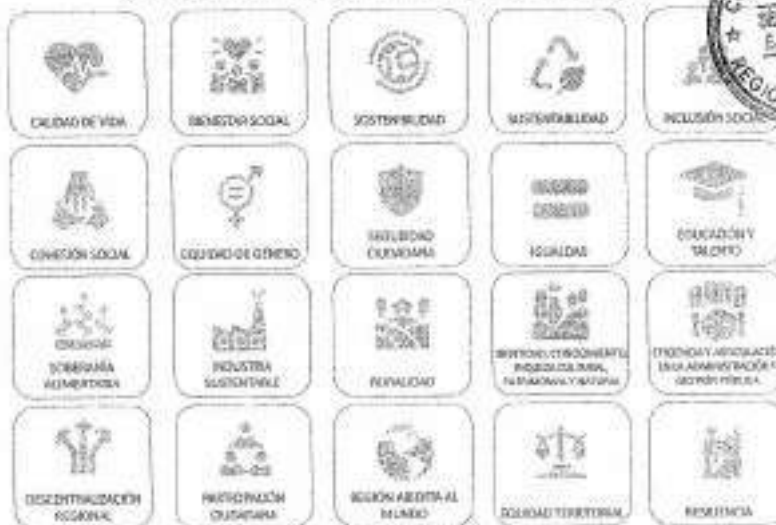 CALIDAD DE VIDA
BIENESTAR SOCIAL
SOSTENIBILIDAD
SUSTENTABILIDAD
INCLUSIÓN SOCIAL
REGIO
COHESIÓN SOCIAL
EQUIDAD DE GÉNERO
SEGURIDAD
CIUDADANA
IGUALDAD
EDUCACIÓN Y
TALENTO
SOBERANÍA
ALIMENTARIA
INDUSTRIA
SUSTENTABLE
RURALIDAD
IDENTIDAD, CONOCIMIENTO,
RIQUEZA CULTURAL,
PATRIMONIAL Y NATURAL
EFICIENCIA Y ARTICULACIÓN
EN LA ADMINISTRACIÓN Y
GESTIÓN PÚBLICA
DESCENTRALIZACIÓN
REGIONAL
PARTICIPACIÓN
CIUDADANA
REGIÓN ABIERTA AL
MUNDO
EQUIDAD TERRITORIAL
RESILIENCIA